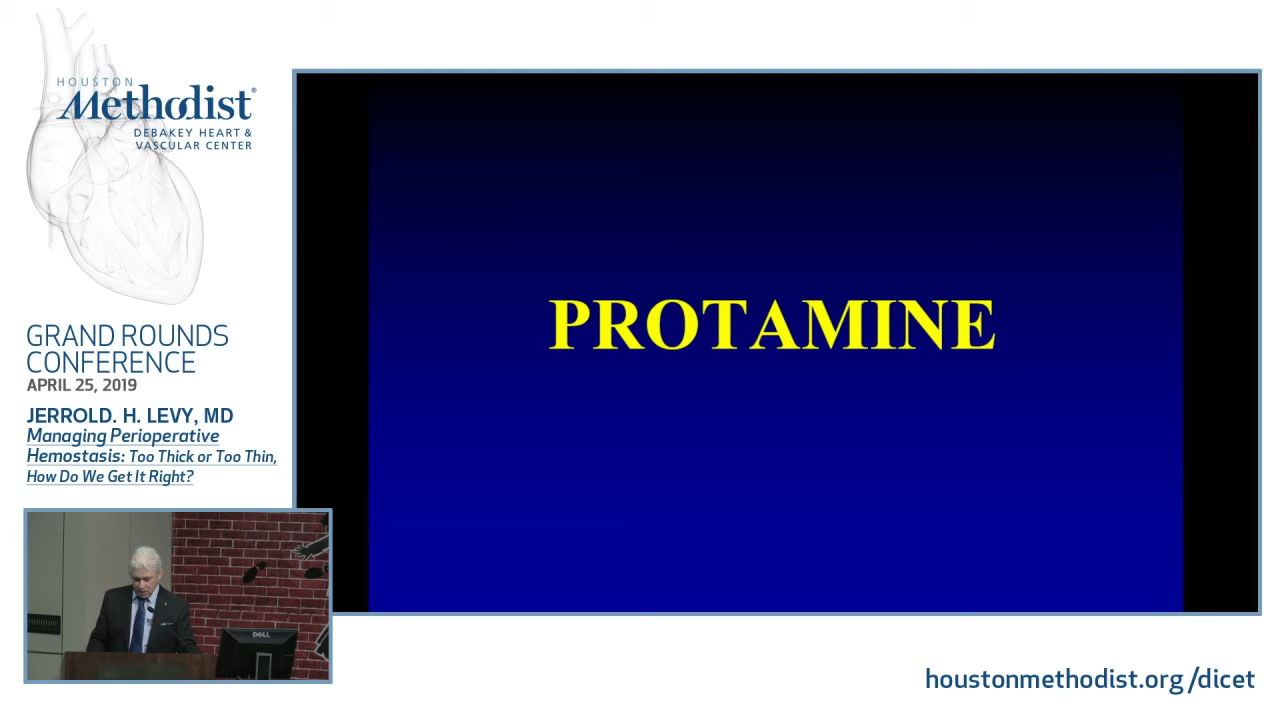 HOUSTON
Methodist®
DEBAKEY HEART &
VASCULAR CENTER
GRAND ROUNDS
CONFERENCE
APRIL 25, 2019
JERROLD. H. LEVY, MD
Managing Perioperative
Hemostasis: Too Thick or Too Thin,
How Do We Get It Right?
PROTAMINE
DELL
houstonmethodist.org/dicet